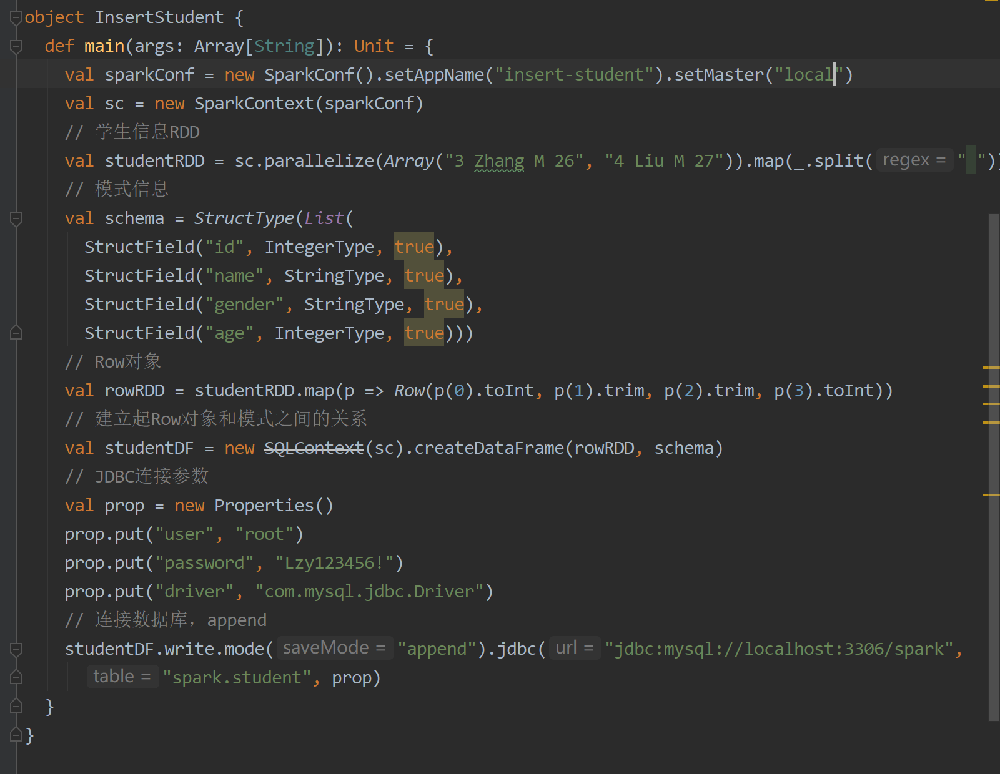 object InsertStudent {
def main(args: Array[String]): Unit = {
val sparkConf = new SparkConf().setAppName("insert-student").setMaster("local")
val sc = new SparkContext(sparkConf)
// 学生信息RDD
val studentRDD = sc.parallelize(Array("3 Zhang M 26", "4 Liu M 27")).map(_.split( regex = " "))
// 模式信息
val schema = StructType(List(
StructField("id", IntegerType, true),
StructField("name", StringType, true),
StructField("gender", StringType, true),
StructField("age", IntegerType, true)))
// Row对象
val rowRDD = studentRDD.map(p => Row(p(0).toInt, p(1).trim, p(2).trim, p(3).toInt))
// 建立起Row对象和模式之间的关系
val studentDF = new SQLContext(sc).createDataFrame(rowRDD, schema)
// JDBC连接参数
val prop = new Properties()
prop.put("user", "root")
prop.put("password", "Lzy123456!")
prop.put("driver", "com.mysql.jdbc.Driver")
// 连接数据库，append
studentDF.write.mode( saveMode = "append").jdbc( url = "jdbc:mysql://localhost:3306/spark",
table = "spark.student", prop)
}
}